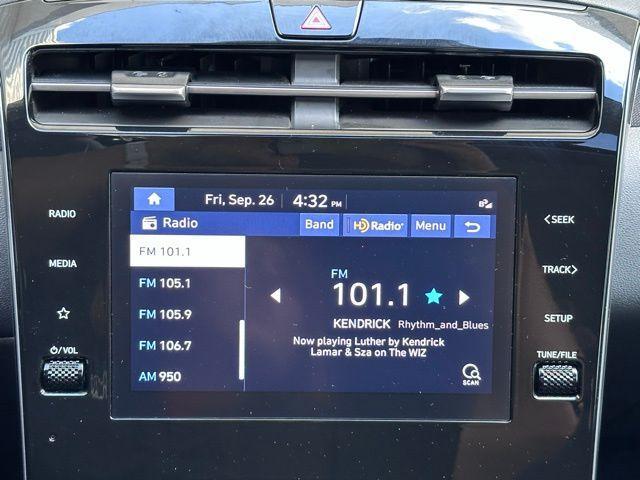 Fri, Sep. 26 4:32 PM
Radio Band HD Radio Menu
RADIO
MEDIA
VOL
FM 101.1
FM 105.1
FM 105.9
FM 106.7
AM 950
FM
101.1
KENDRICK Rhythm_and_Blues
Now playing Luther by Kendrick
Lamar & Sza on The WIZ
SCAN
<SEEK
TRACK>
SETUP
TUNE/FILE